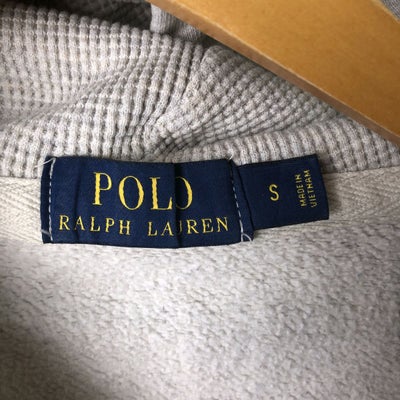 POLO
RALPH LAUREN
S
MADE IN
VIETNAM